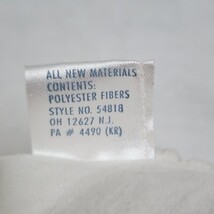 ALL NEW MATERIALS
CONTENTS:
POLYESTER FIBERS
STYLE NO. 54818
OH 12627 N.J.
PA # 4490 (KR)